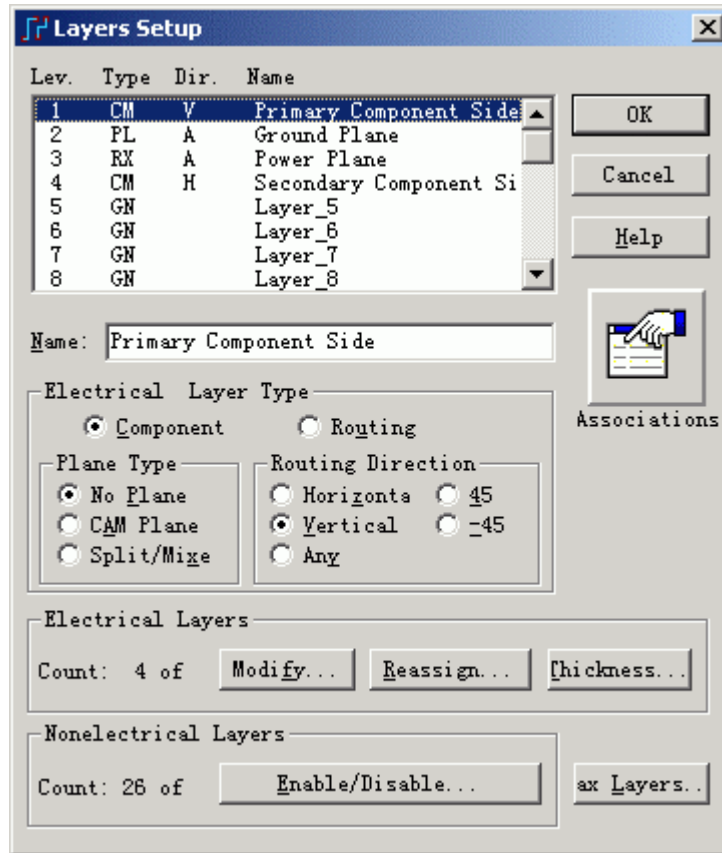 Layers Setup
Lev. Type Dir. Name
1 CM V Primary Component Side
2 PL A Ground Plane
3 RX A Power Plane
4 CM H Secondary Component Si
5 GN Layer_5
6 GN Layer_6
7 GN Layer_7
8 GN Layer_8
OK
Cancel
Help
Associations
Name: Primary Component Side
Electrical Layer Type
Component Routing
Plane Type
No Plane
CAM Plane
Split/Mixe
Routing Direction
Horizonta 45
Vertical -45
Any
Electrical Layers
Count: 4 of Modify... Reassign... Thickness...
Nonelectrical Layers
Count: 26 of Enable/Disable... ax Layers..